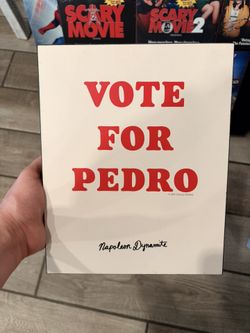 SCARY
MOVIE
SCARY
MOVIE 2
VOTE
FOR
PEDRO
Napoleon Dynamite